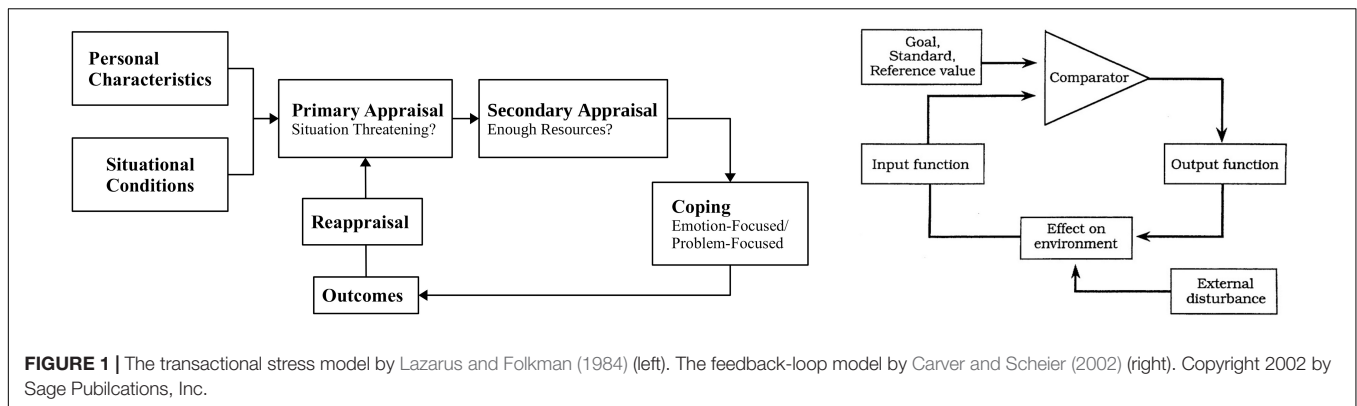 Personal
Characteristics
Situational
Conditions
Primary Appraisal
Situation Threatening?
Secondary Appraisal
Enough Resources?
Reappraisal
Outcomes
Coping
Emotion-Focused/
Problem-Focused
Goal,
Standard,
Reference value
Comparator
Input function
Output function
Effect on
environment
External
disturbance
FIGURE 1 | The transactional stress model by Lazarus and Folkman (1984) (left). The feedback-loop model by Carver and Scheier (2002) (right). Copyright 2002 by
Sage Pubilcations, Inc.